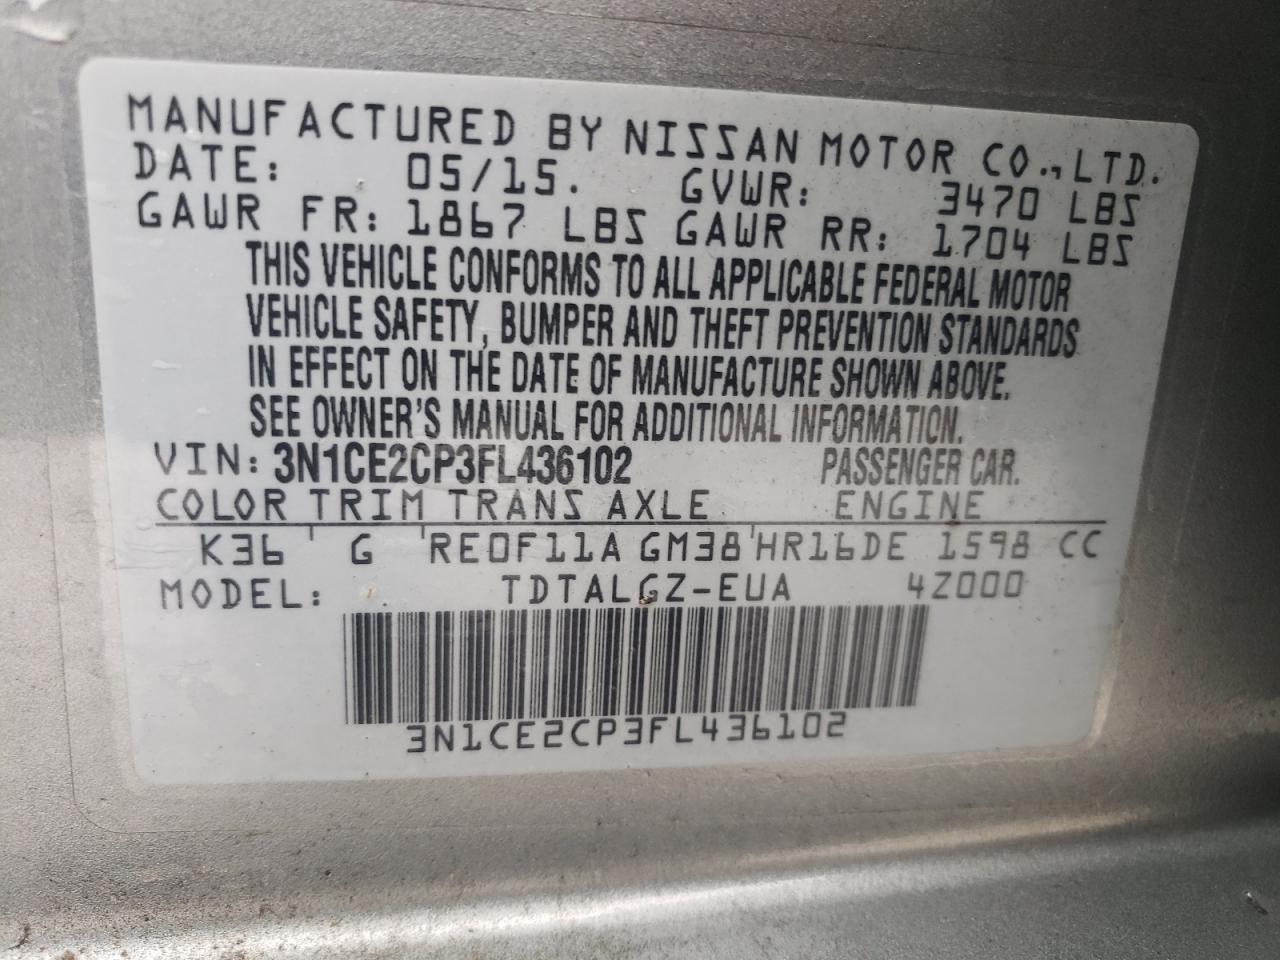 MANUFACTURED BY NISSAN MOTOR CO.,LTD.
DATE: 05/15. GVWR: 3470 LBS
GAWR FR: 1867 LBS GAWR RR: 1704 LBS
THIS VEHICLE CONFORMS TO ALL APPLICABLE FEDERAL MOTOR
VEHICLE SAFETY, BUMPER AND THEFT PREVENTION STANDARDS
IN EFFECT ON THE DATE OF MANUFACTURE SHOWN ABOVE.
SEE OWNER'S MANUAL FOR ADDITIONAL INFORMATION.
VIN: 3N1CE2CP3FL436102 PASSENGER CAR.
COLOR TRIM TRANS AXLE ENGINE
K36 G RE0F11A GM38 HR16DE 1598 CC
MODEL: TDTALGZ-EUA 4Z000
3N1CE2CP3FL436102